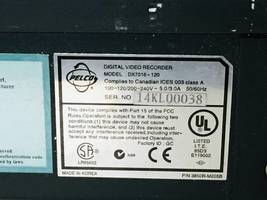 PELCO
DIGITAL VIDEO RECORDER
MODEL: DX7016 - 120
Complies to Canadian ICES 003 class A
100-120/200-240V ~ 5.0/3.0A 50/60Hz
SER. NO 14KL00038
This device complies with Part 15 of the FCC
Rules.Operation is subject to the following two
conditions (1) this device may not cause
harmful interference, and (2) this device must
accept any interference received,including inter-
ference that may cause undesired operation.
Factory ID : GC
LISTED
I.T.E.
E119002
MADE IN KOREA